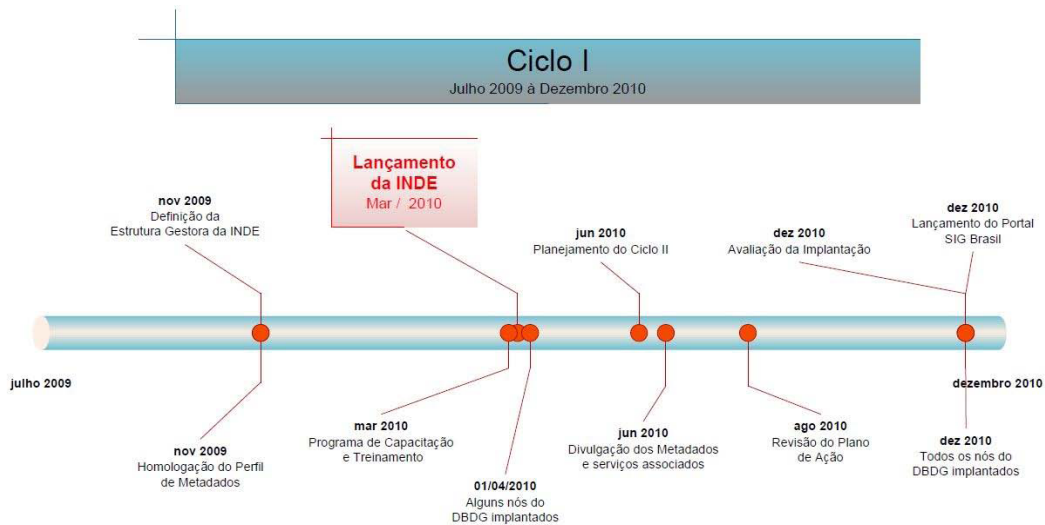 Ciclo I
Julho 2009 à Dezembro 2010
Lançamento
da INDE
Mar / 2010
nov 2009
Definição da
Estrutura Gestora da INDE
jun 2010
Planejamento do Ciclo II
dez 2010
Avaliação da Implantação
dez 2010
Lançamento do Portal
SIG Brasil
julho 2009
dezembro 2010
nov 2009
Homologação do Perfil
de Metadados
mar 2010
Programa de Capacitação
e Treinamento
01/04/2010
Alguns nós do
DBDG implantados
jun 2010
Divulgação dos Metadados
e serviços associados
ago 2010
Revisão do Plano
de Ação
dez 2010
Todos os nós do
DBDG implantados